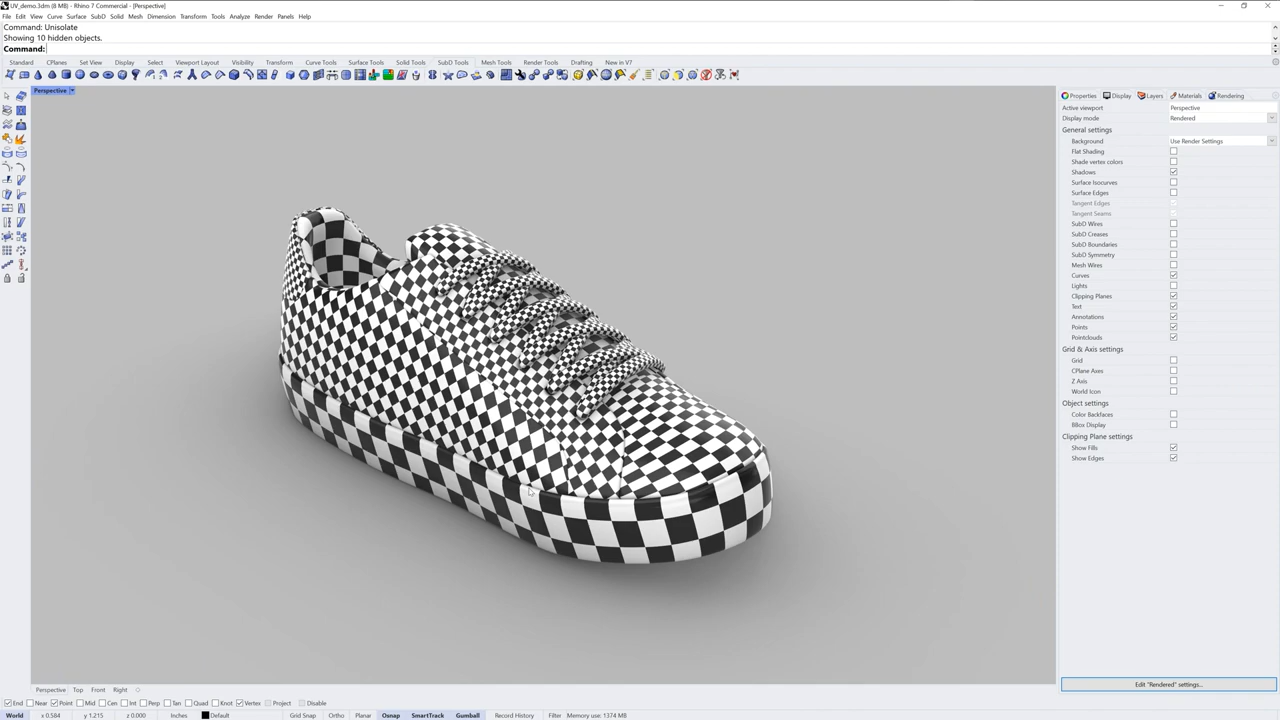 UV_demo.3dm (8 MB) - Rhino 7 Commercial - [Perspective]
File Edit View Curve Surface SubD Solid Mesh Dimension Transform Tools Analyze Render Panels Help
Command: Unisolate
Showing 10 hidden objects.
Command:
Standard CPlanes Set View Display Select Viewport Layout Visibility Transform Curve Tools Surface Tools Solid Tools SubD Tools Mesh Tools Render Tools Drafting New in V7
Perspective
Properties Display Layers Materials Rendering
Active viewport Perspective
Display mode Rendered
General settings
Background Use Render Settings
Flat Shading
Shade vertex colors
Shadows
Surface Isocurves
Surface Edges
Tangent Edges
Tangent Seams
SubD Wires
SubD Creases
SubD Boundaries
SubD Symmetry
Mesh Wires
Curves
Lights
Clipping Planes
Text
Annotations
Points
Pointclouds
Grid & Axis settings
Grid
CPlane Axes
Z Axis
World Icon
Object settings
Color Backfaces
BBox Display
Clipping Plane settings
Show Fills
Show Edges
Edit "Rendered" settings...
Perspective Top Front Right
End Near Point Mid Cen Int Perp Tan Quad Knot Vertex Project Disable
World x 0.584 y 1.215 z 0.000 Inches Default Grid Snap Ortho Planar Osnap SmartTrack Gumball Record History Filter Memory use: 1374 MB